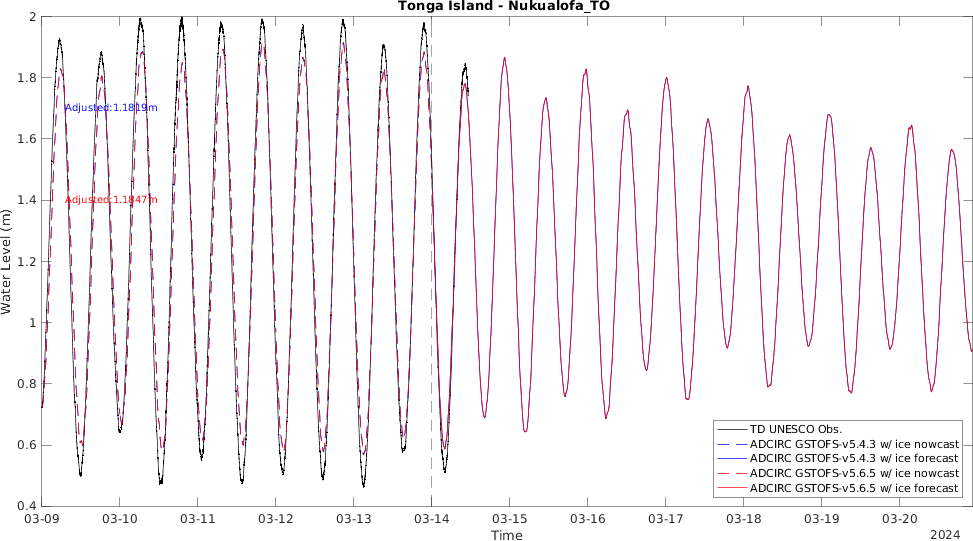 Tonga Island - Nukualofa_TO
Water Level (m)
2
1.8
1.6
1.4
1.2
1
0.8
0.6
0.4
Adjusted:1.1819m
Adjusted:1.1847m
TD UNESCO Obs.
ADCIRC GSTOFS-v5.4.3 w/ ice nowcast
ADCIRC GSTOFS-v5.4.3 w/ ice forecast
ADCIRC GSTOFS-v5.6.5 w/ ice nowcast
ADCIRC GSTOFS-v5.6.5 w/ ice forecast
03-09 03-10 03-11 03-12 03-13 03-14 03-15 03-16 03-17 03-18 03-19 03-20
Time
2024